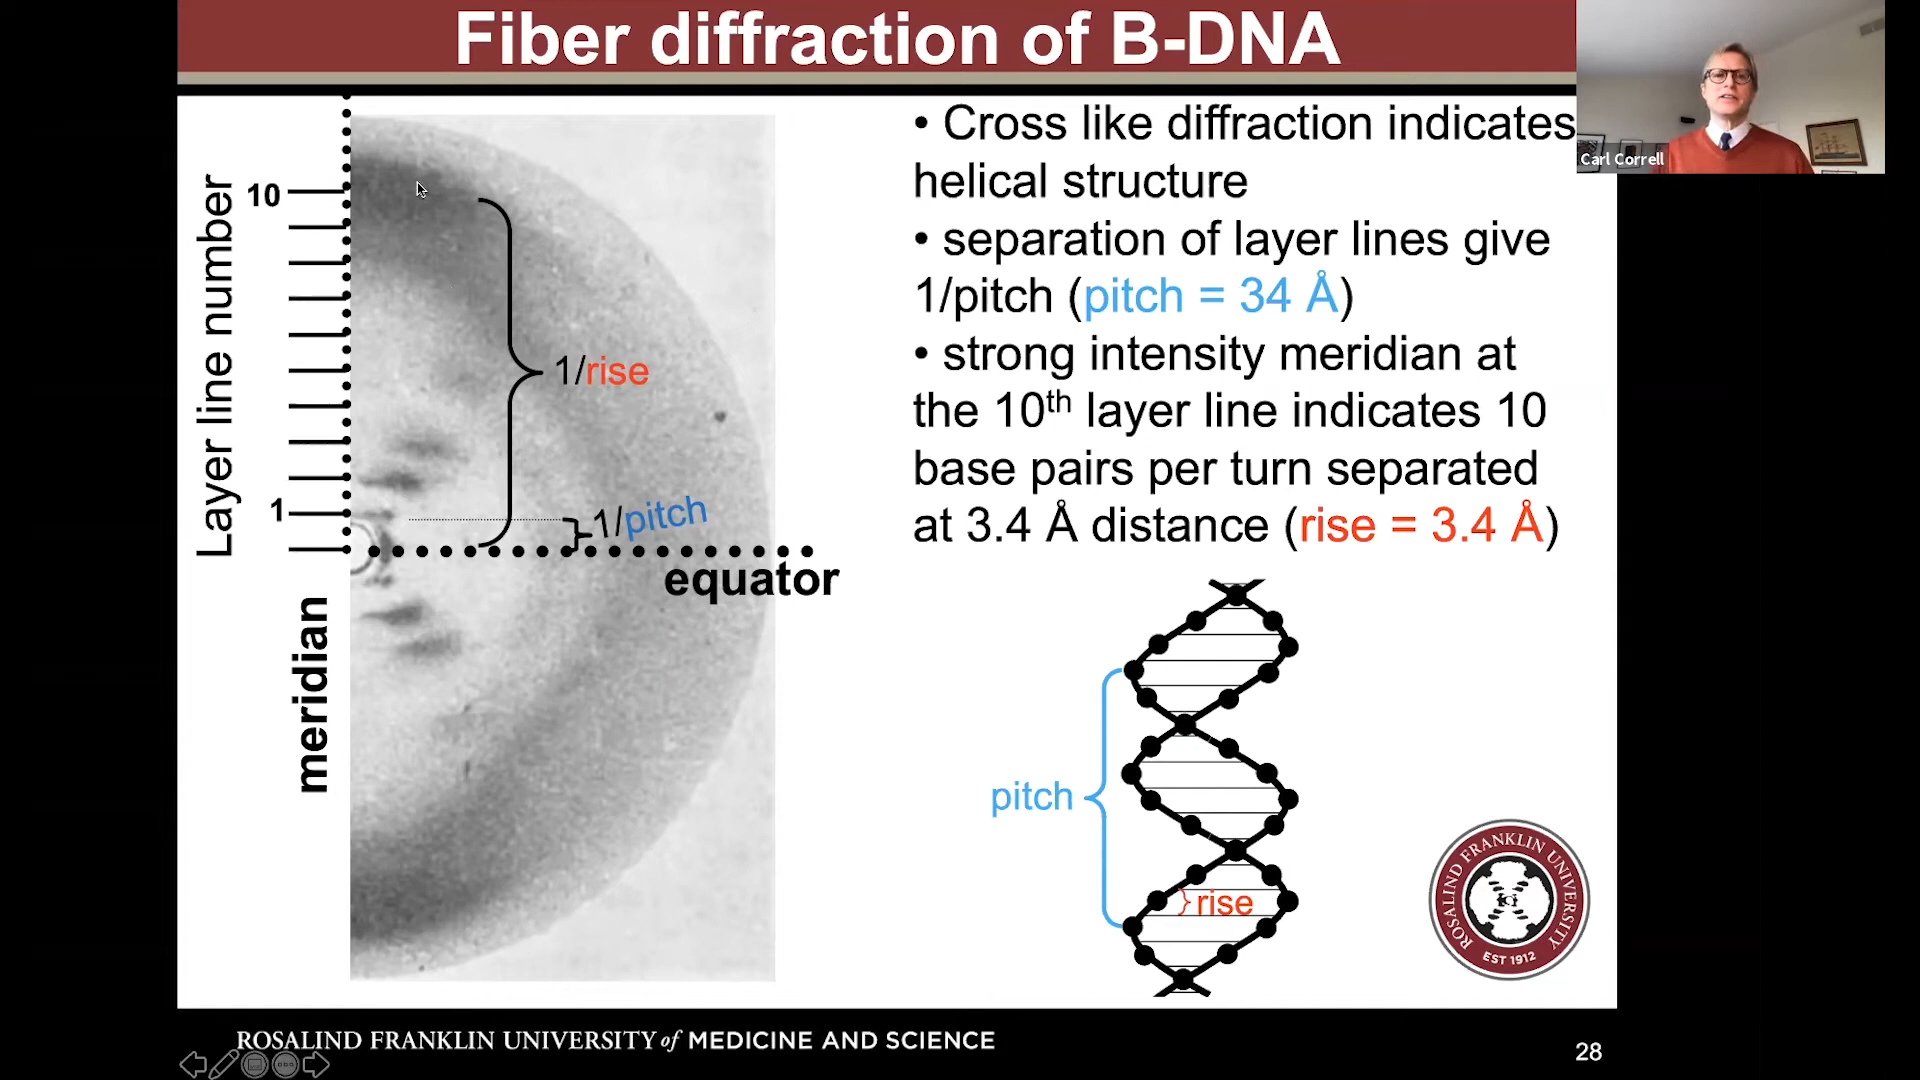 Fiber diffraction of B-DNA
Carl Correll
• Cross like diffraction indicates
helical structure
• separation of layer lines give
1/pitch (pitch = 34 Å)
• strong intensity meridian at
the 10th layer line indicates 10
base pairs per turn separated
at 3.4 Å distance (rise = 3.4 Å)
Layer line number
10
1
1/rise
1/pitch
equator
meridian
pitch
rise
ROSALIND FRANKLIN UNIVERSITY
EST 1912
ROSALIND FRANKLIN UNIVERSITY of MEDICINE AND SCIENCE
28